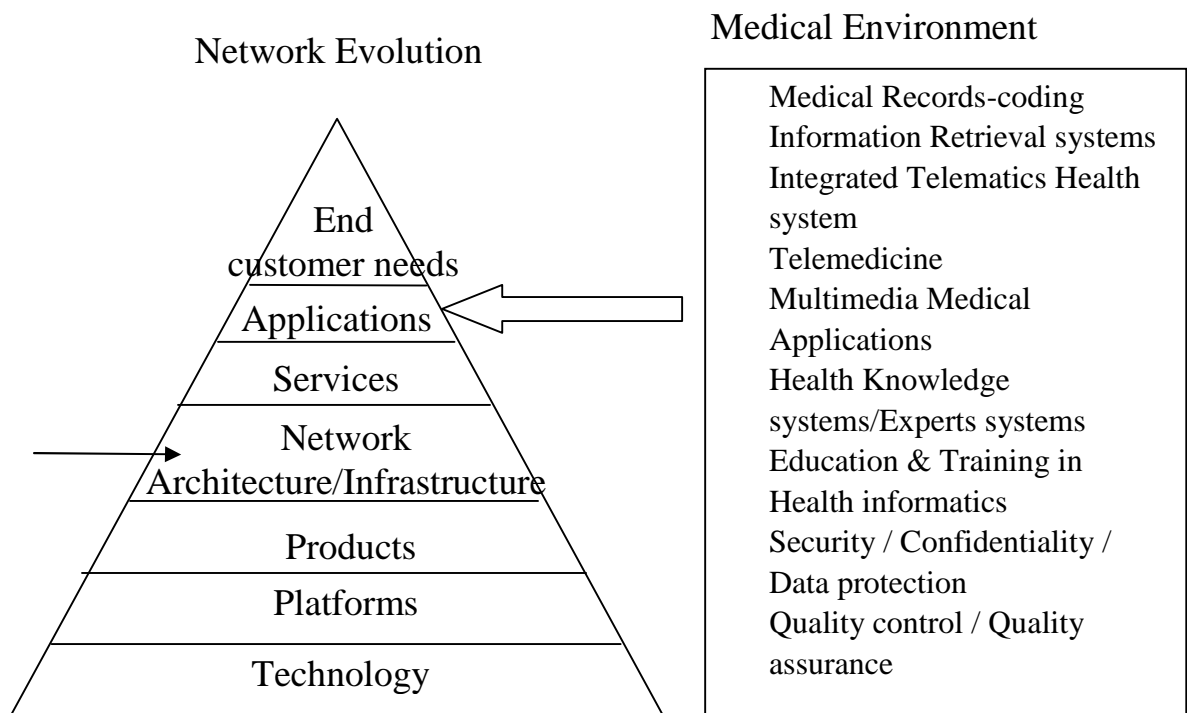 Network Evolution
End
customer needs
Applications
Services
Network
Architecture/Infrastructure
Products
Platforms
Technology
Medical Environment
Medical Records-coding
Information Retrieval systems
Integrated Telematics Health
system
Telemedicine
Multimedia Medical
Applications
Health Knowledge
systems/Experts systems
Education & Training in
Health informatics
Security / Confidentiality /
Data protection
Quality control / Quality
assurance